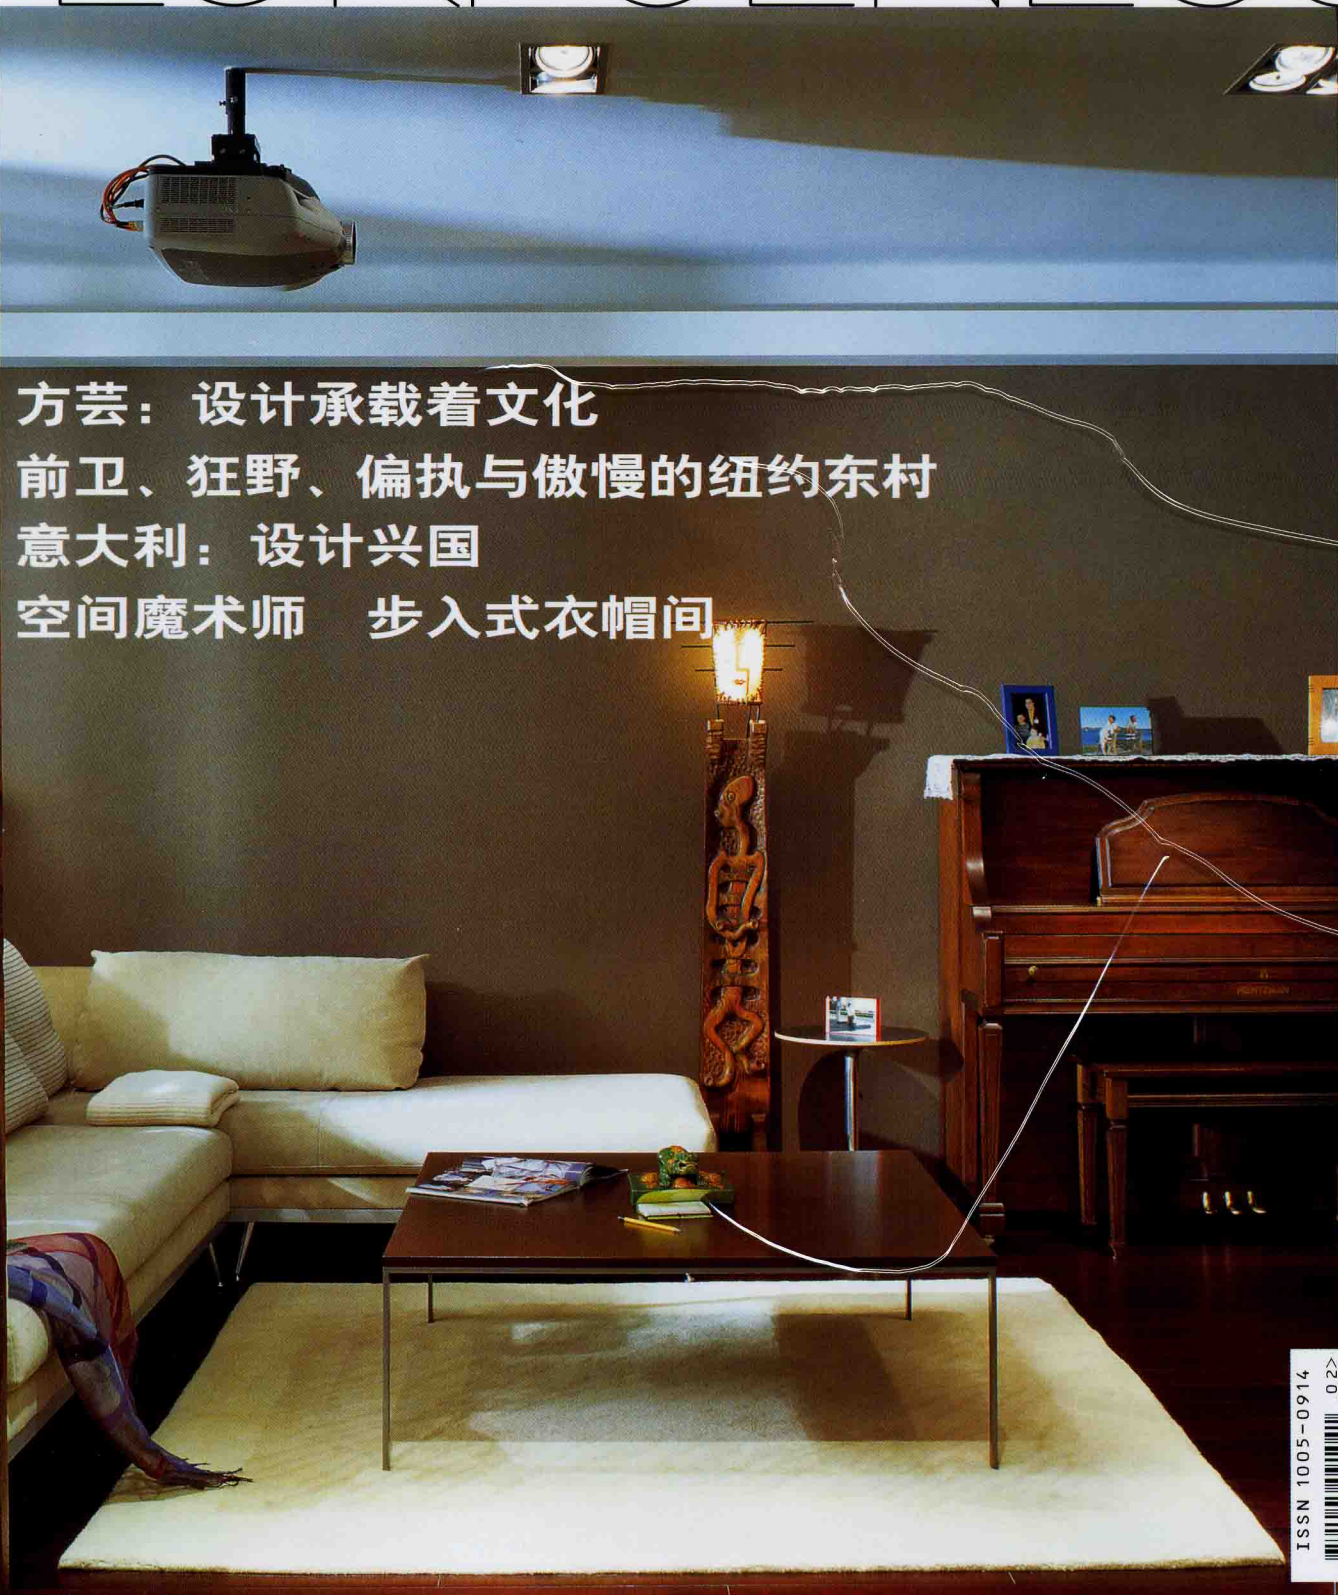 方芸：设计承载着文化
前卫、狂野、偏执与傲慢的纽约东村
意大利：设计兴国
空间魔术师　步入式衣帽间
HEINTZMAN
ISSN 1005-0914
02>